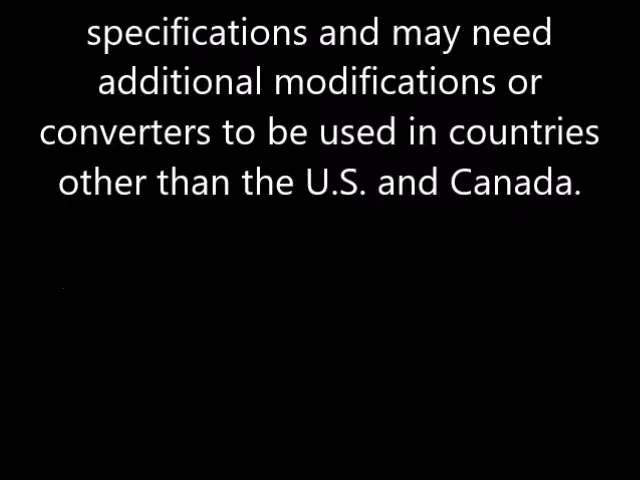 specifications and may need
additional modifications or
converters to be used in countries
other than the U.S. and Canada.